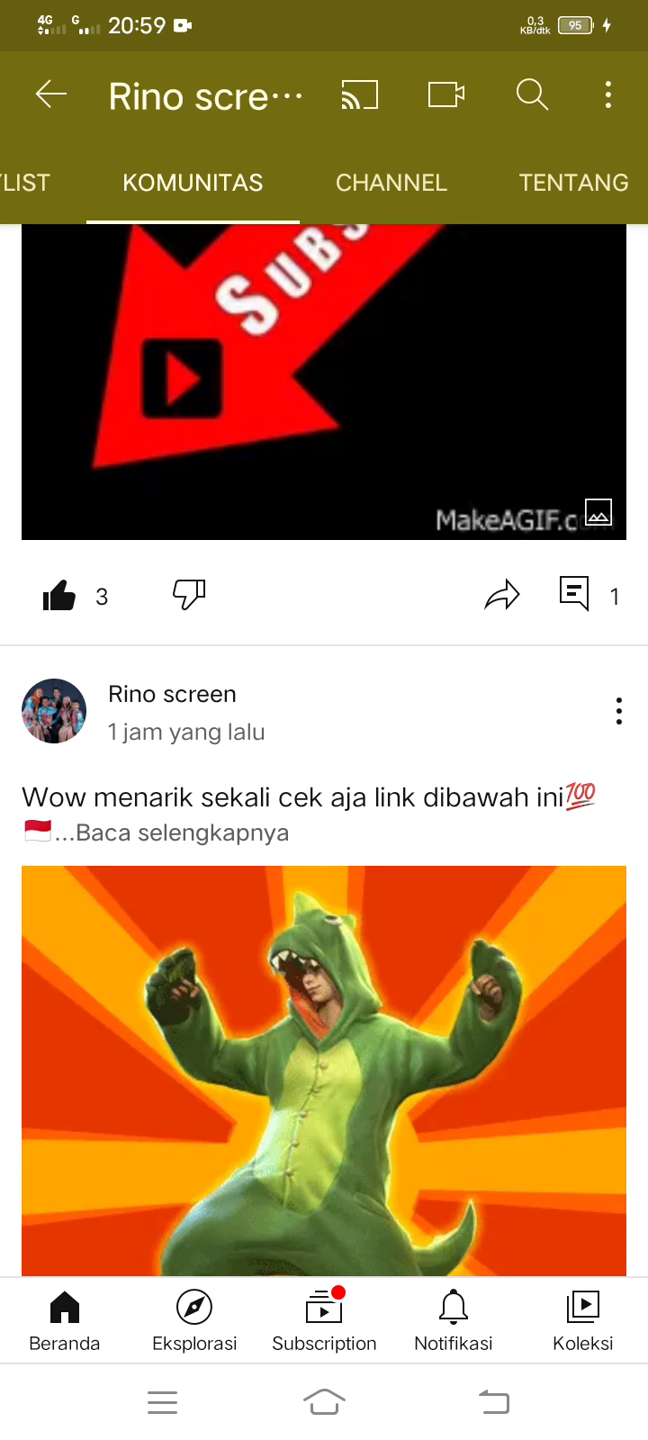 4G G 20:59 0,3 KB/dtk 95
Rino scre...
LIST KOMUNITAS CHANNEL TENTANG
SUBS
MakeAGIF.c
3 1
Rino screen
1 jam yang lalu
Wow menarik sekali cek aja link dibawah ini💯
🇮🇩...Baca selengkapnya
Beranda Eksplorasi Subscription Notifikasi Koleksi